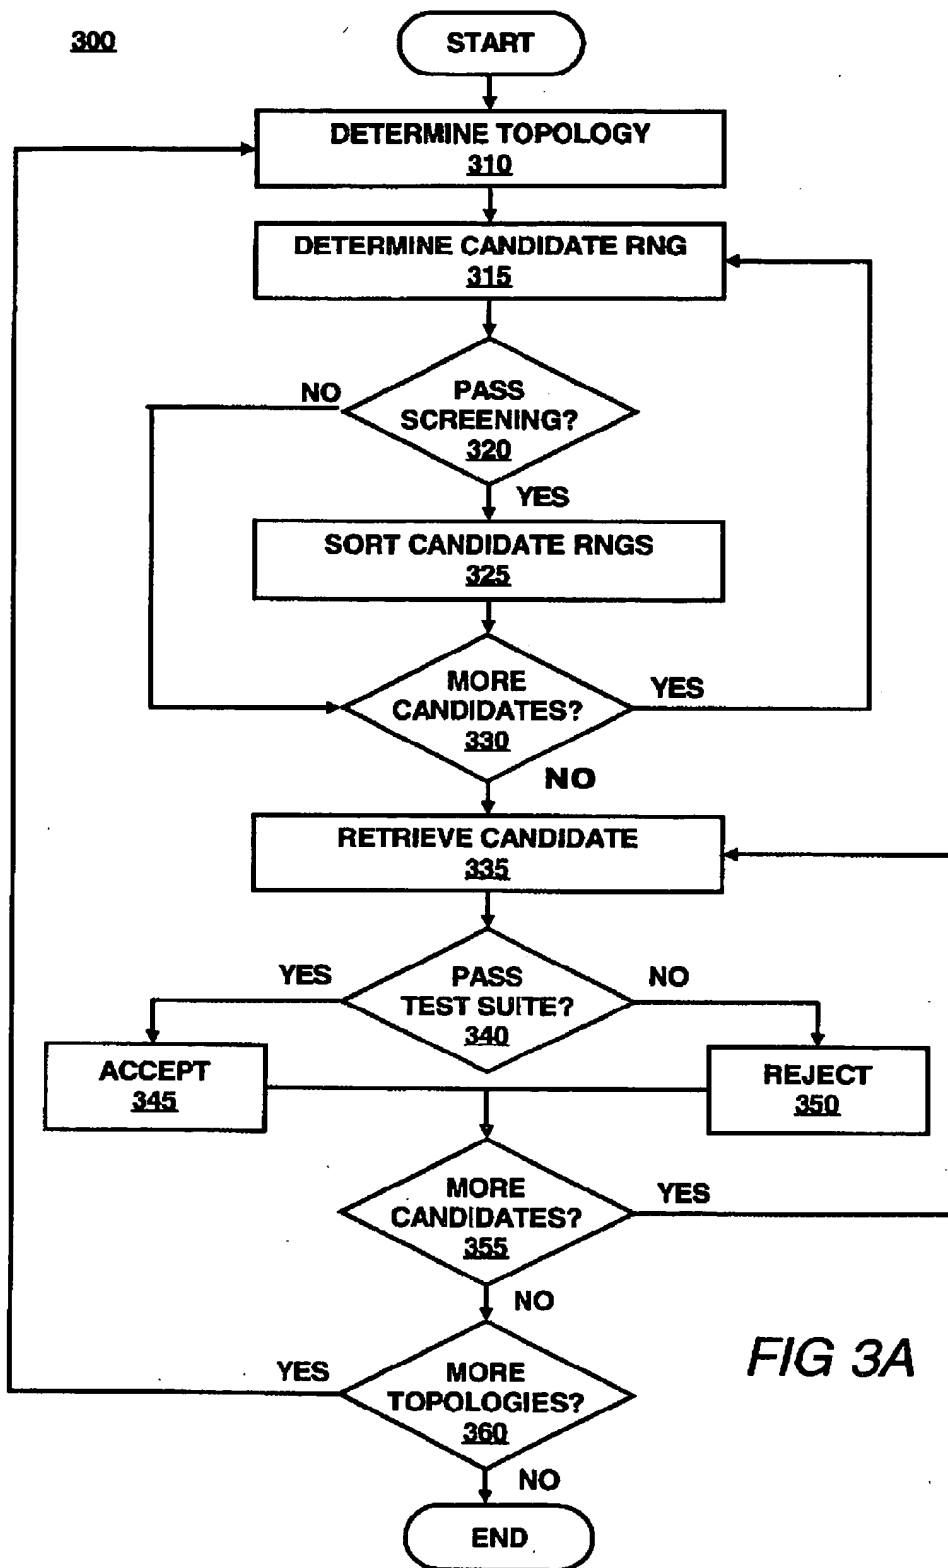 300
START
DETERMINE TOPOLOGY
310
DETERMINE CANDIDATE RNG
315
NO
PASS
SCREENING?
320
YES
SORT CANDIDATE RNGS
325
MORE
CANDIDATES?
330
YES
NO
RETRIEVE CANDIDATE
335
YES
PASS
TEST SUITE?
340
NO
ACCEPT
345
REJECT
350
MORE
CANDIDATES?
355
YES
NO
YES
MORE
TOPOLOGIES?
360
FIG 3A
NO
END